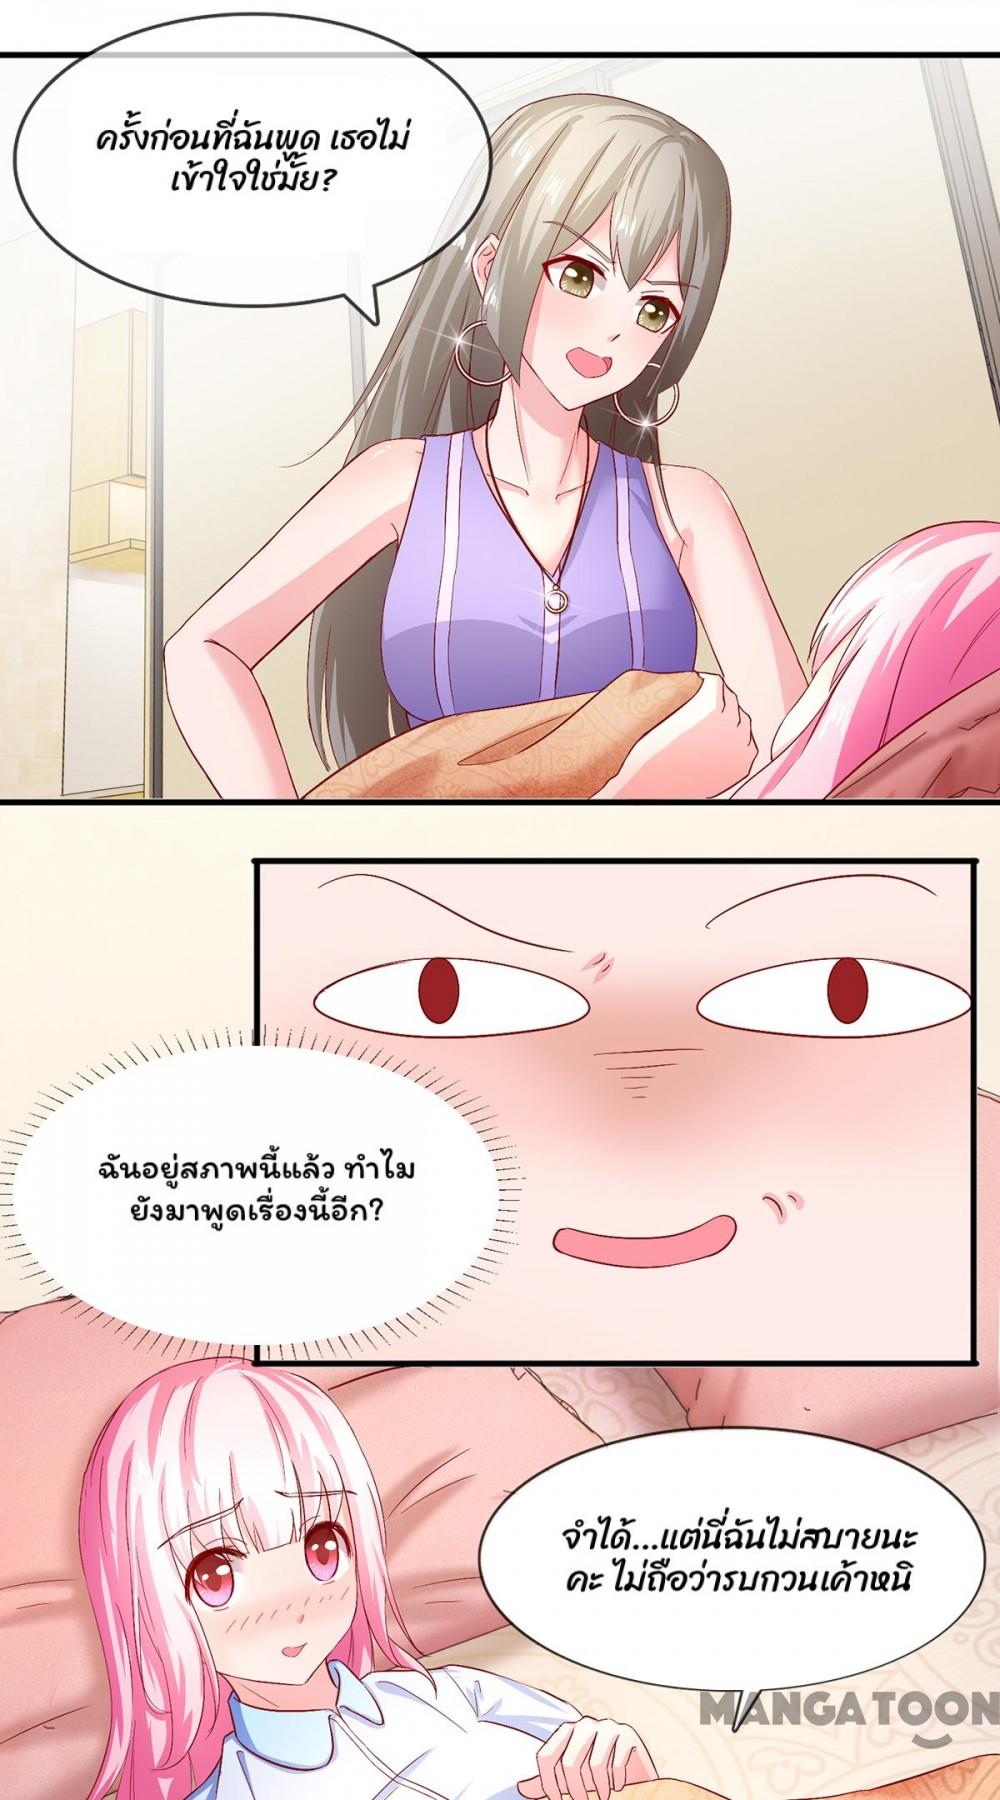 ครั้งก่อนที่ฉันพูด เธอไม่
เข้าใจใช่มั้ย?
ฉันอยู่สภาพนี้แล้ว ทำไม
ยังมาพูดเรื่องนี้อีก?
จำได้...แต่นี่ฉันไม่สบายนะ
คะ ไม่ถือว่ารบกวนเค้าหนิ
MANGATOON